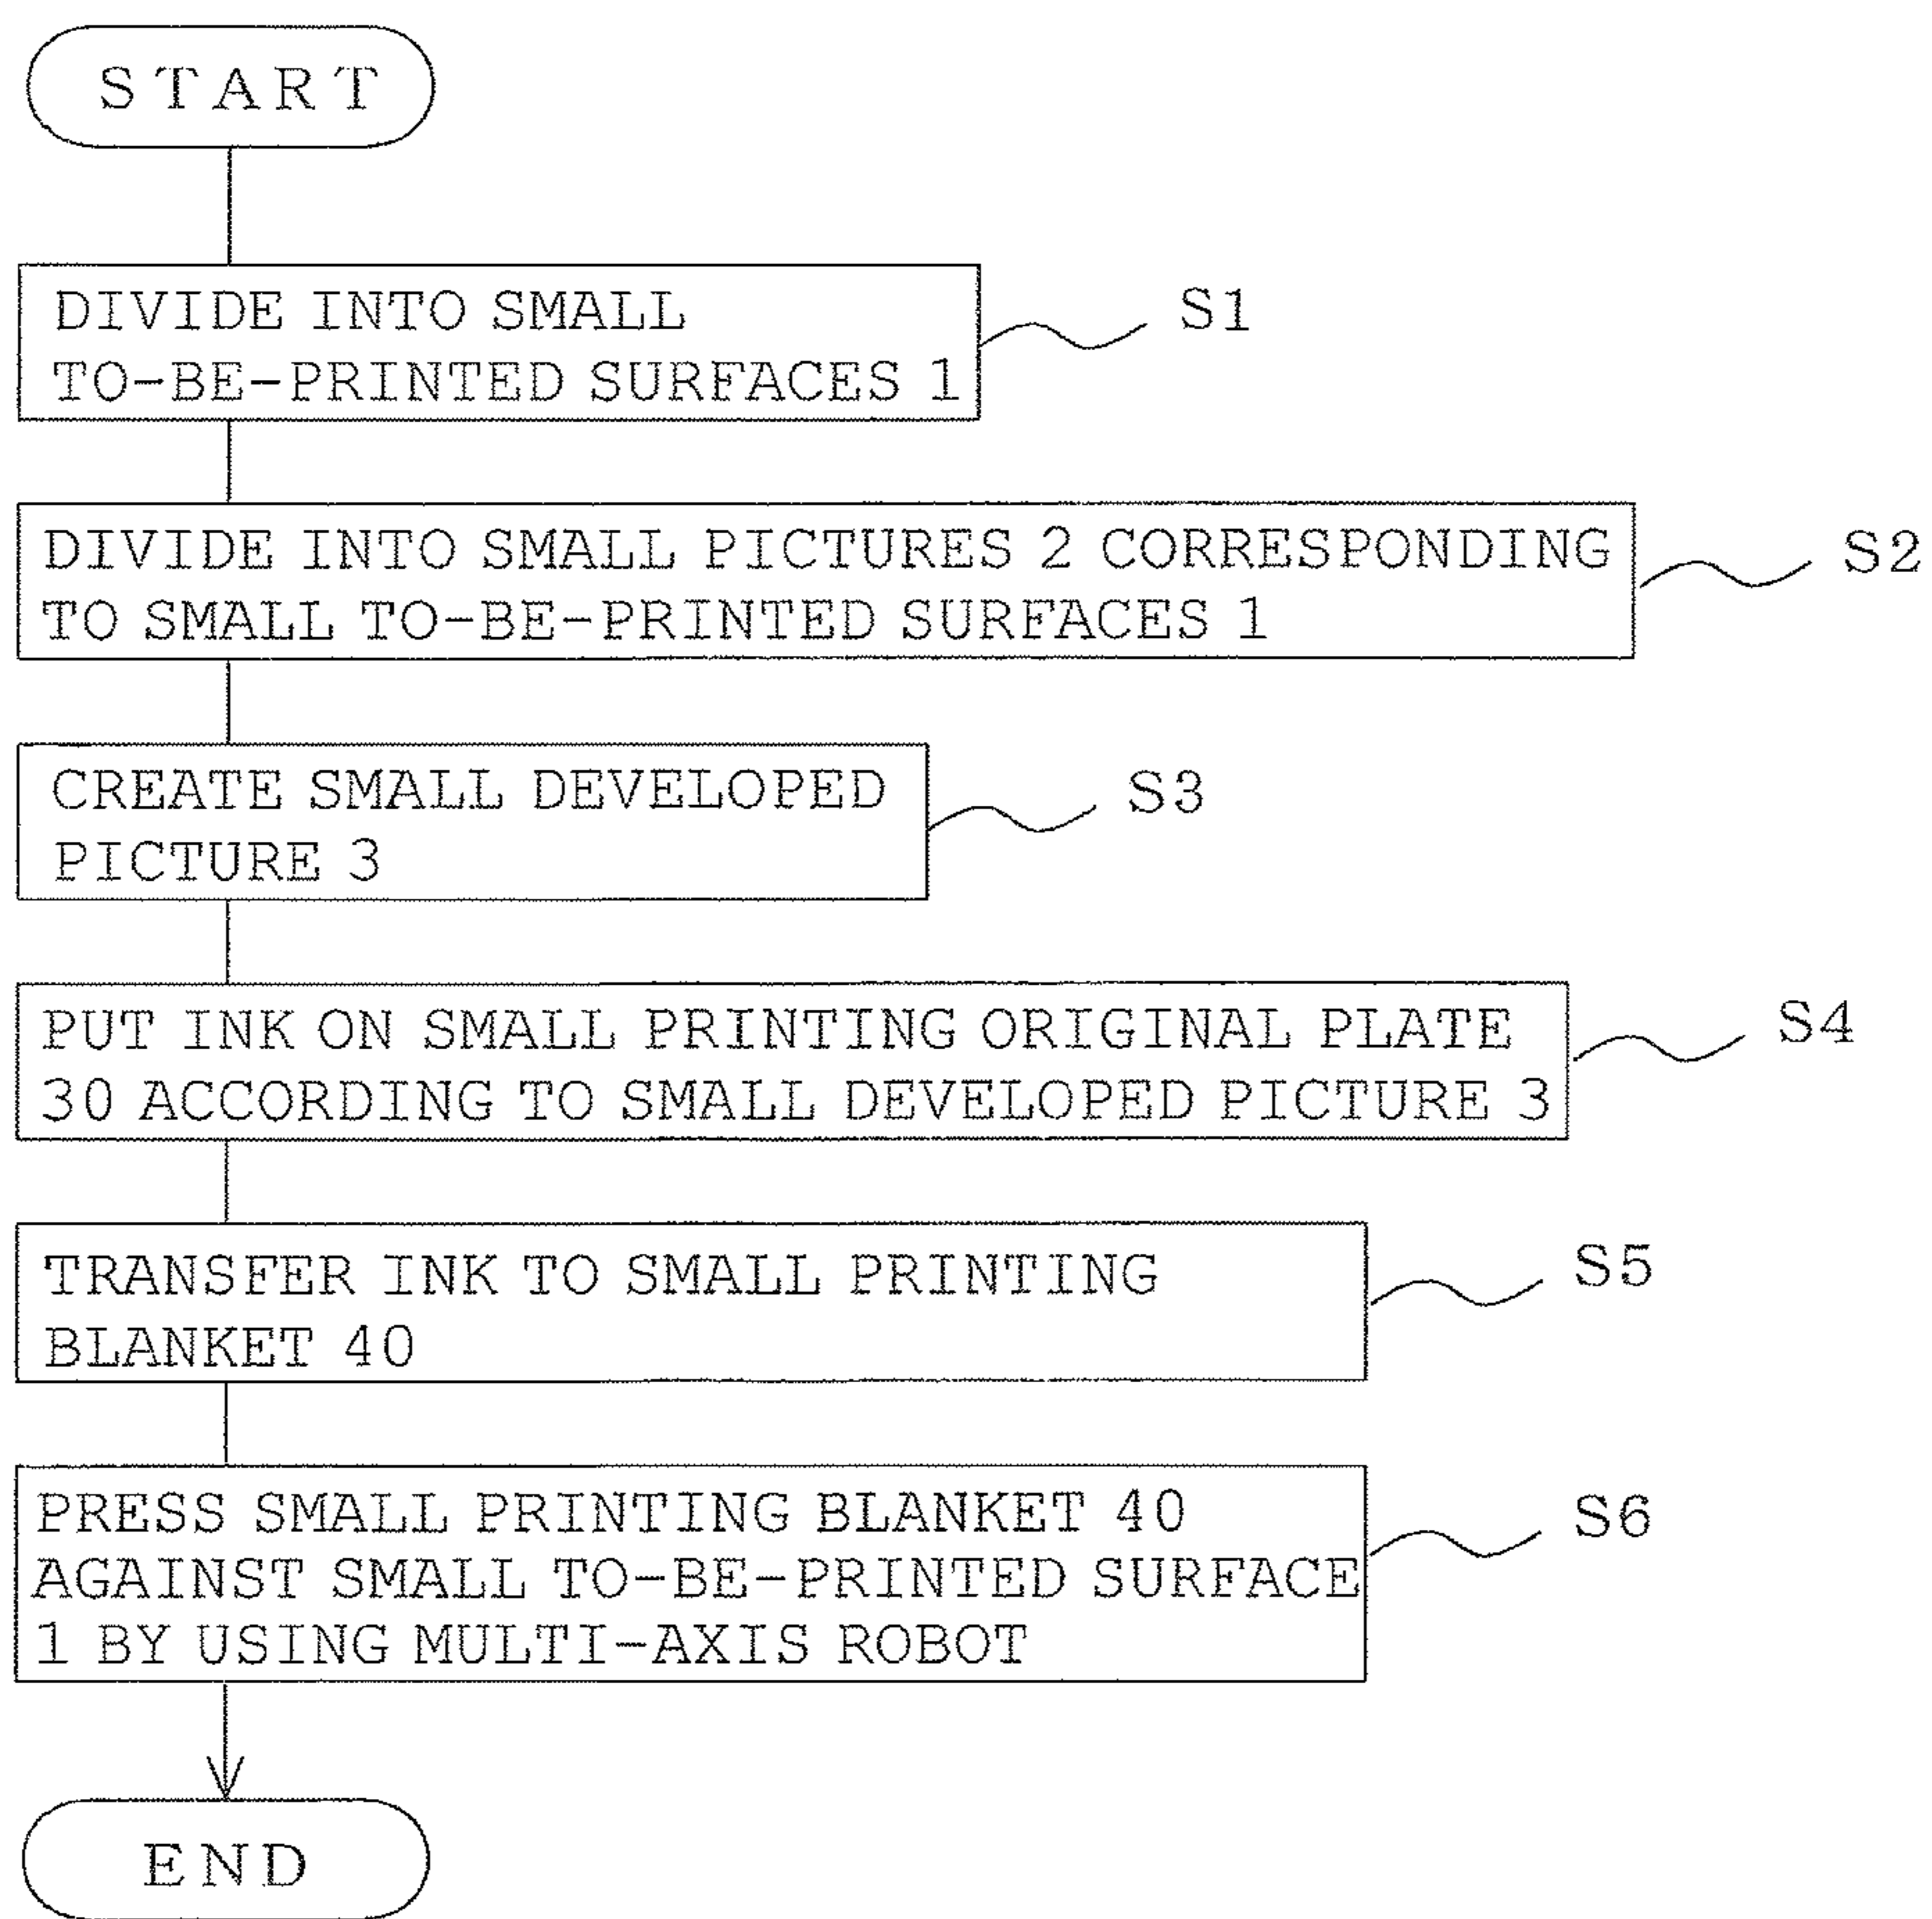 START
DIVIDE INTO SMALL
TO-BE-PRINTED SURFACES 1
S1
DIVIDE INTO SMALL PICTURES 2 CORRESPONDING
TO SMALL TO-BE-PRINTED SURFACES 1
S2
CREATE SMALL DEVELOPED
PICTURE 3
S3
PUT INK ON SMALL PRINTING ORIGINAL PLATE
30 ACCORDING TO SMALL DEVELOPED PICTURE 3
S4
TRANSFER INK TO SMALL PRINTING
BLANKET 40
S5
PRESS SMALL PRINTING BLANKET 40
AGAINST SMALL TO-BE-PRINTED SURFACE
1 BY USING MULTI-AXIS ROBOT
S6
END